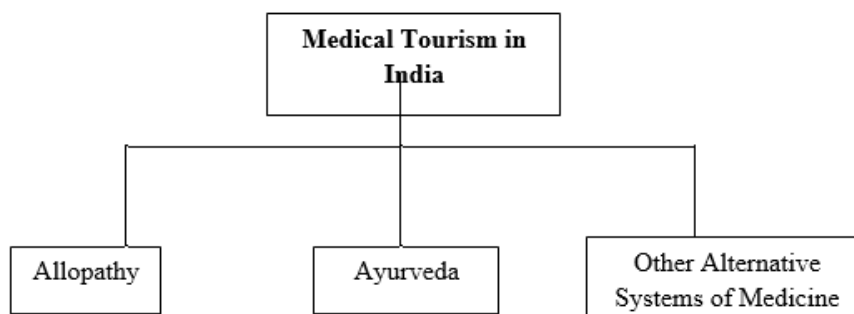 Medical Tourism in
India
Allopathy
Ayurveda
Other Alternative
Systems of Medicine